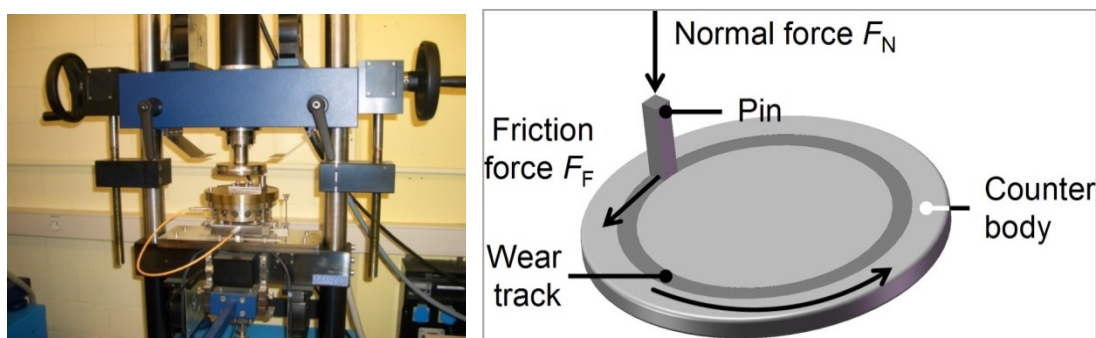 Normal force F_N
Pin
Friction
force F_F
Counter
body
Wear
track